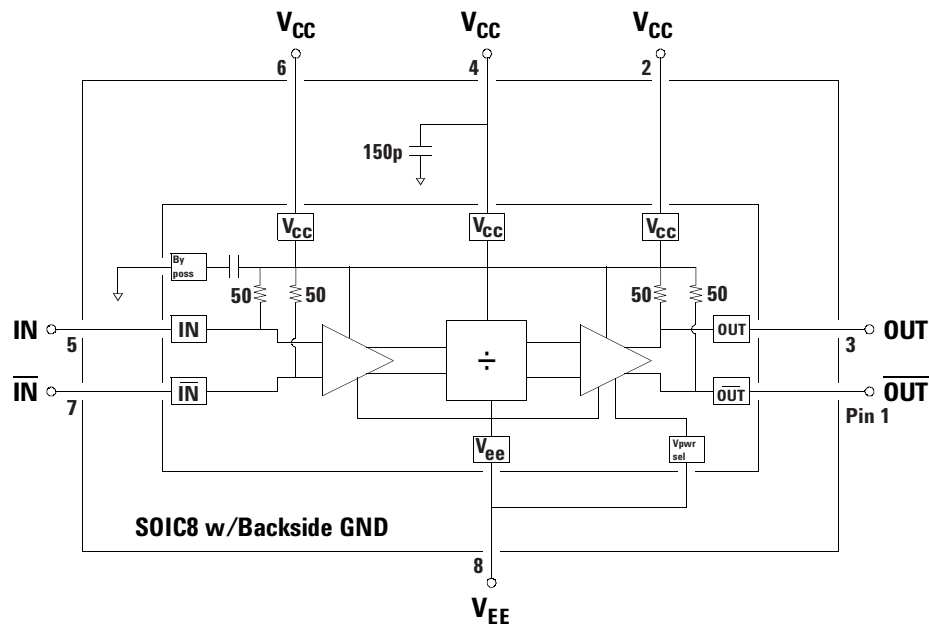 VCC VCC VCC
6 4 2
150p
Vcc Vcc Vcc
By
poss
50 50 50 50
IN IN OUT OUT
5 3
IN IN ÷ OUT OUT
7 Pin 1
Vee
Vpwr
sel
SOIC8 w/Backside GND
8
VEE